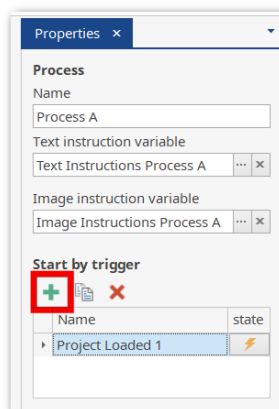 Properties ×
Process
Name
Process A
Text instruction variable
Text Instructions Process A ··· ×
Image instruction variable
Image Instructions Process A ··· ×
Start by trigger
Name state
Project Loaded 1